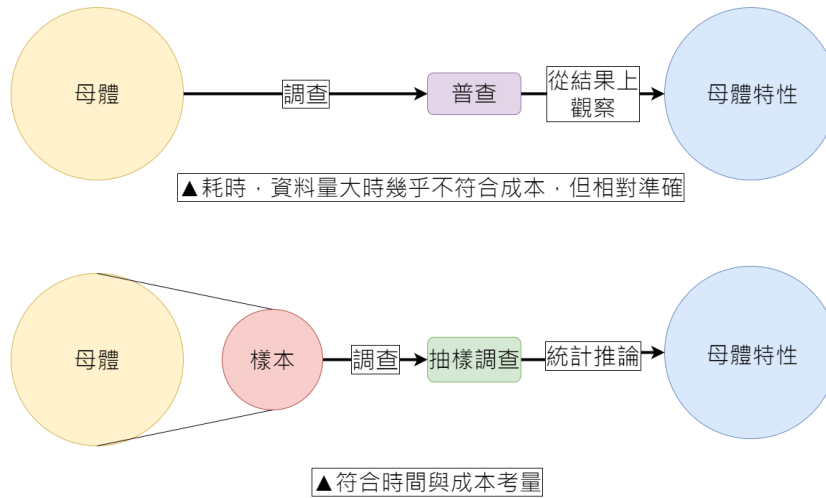 母體
調查
普查
從結果上
觀察
母體特性
▲耗時，資料量大時幾乎不符合成本，但相對準確
母體
樣本
調查
抽樣調查
統計推論
母體特性
▲符合時間與成本考量